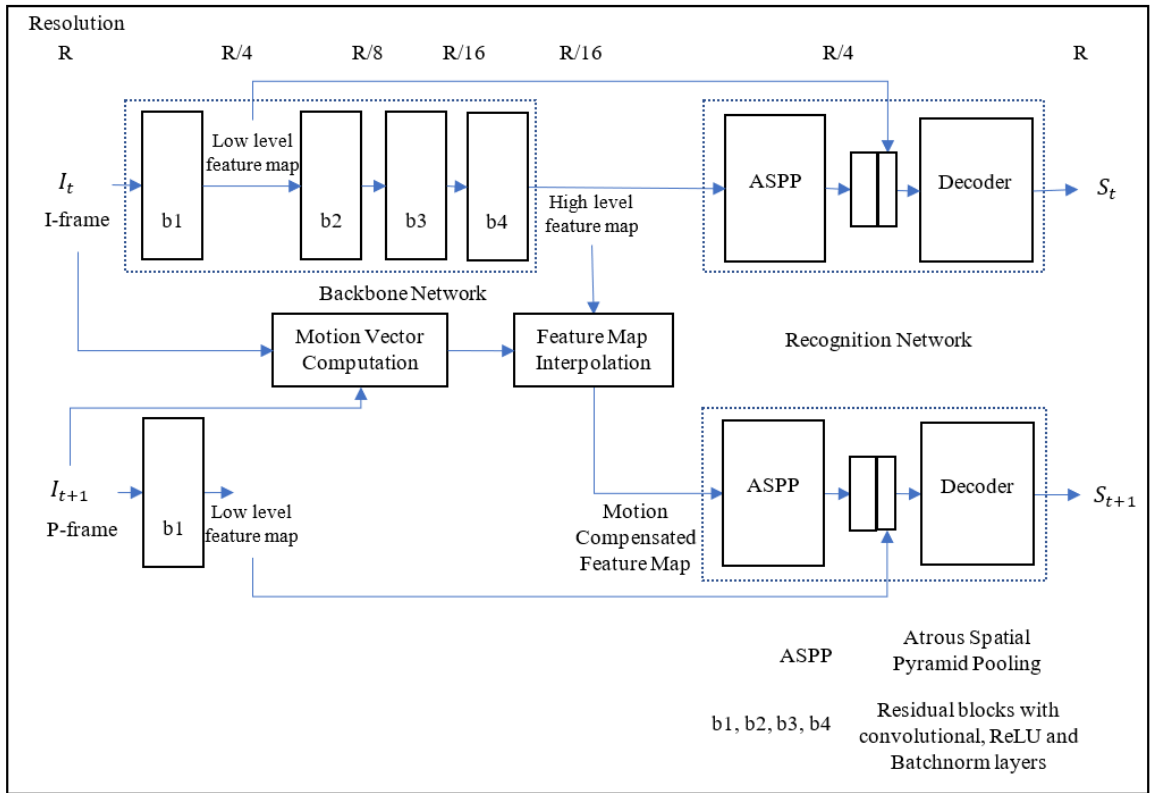 Resolution
R R/4 R/8 R/16 R/16 R/4 R
Low level
feature map
I_t
I-frame
b1
b2
b3
b4
ASPP
Decoder
S_t
High level
feature map
Backbone Network
Motion Vector
Computation
Feature Map
Interpolation
Recognition Network
I_{t+1}
P-frame
b1
Low level
feature map
Motion
Compensated
Feature Map
ASPP
Decoder
S_{t+1}
ASPP
Atrous Spatial
Pyramid Pooling
b1, b2, b3, b4
Residual blocks with
convolutional, ReLU and
Batchnorm layers